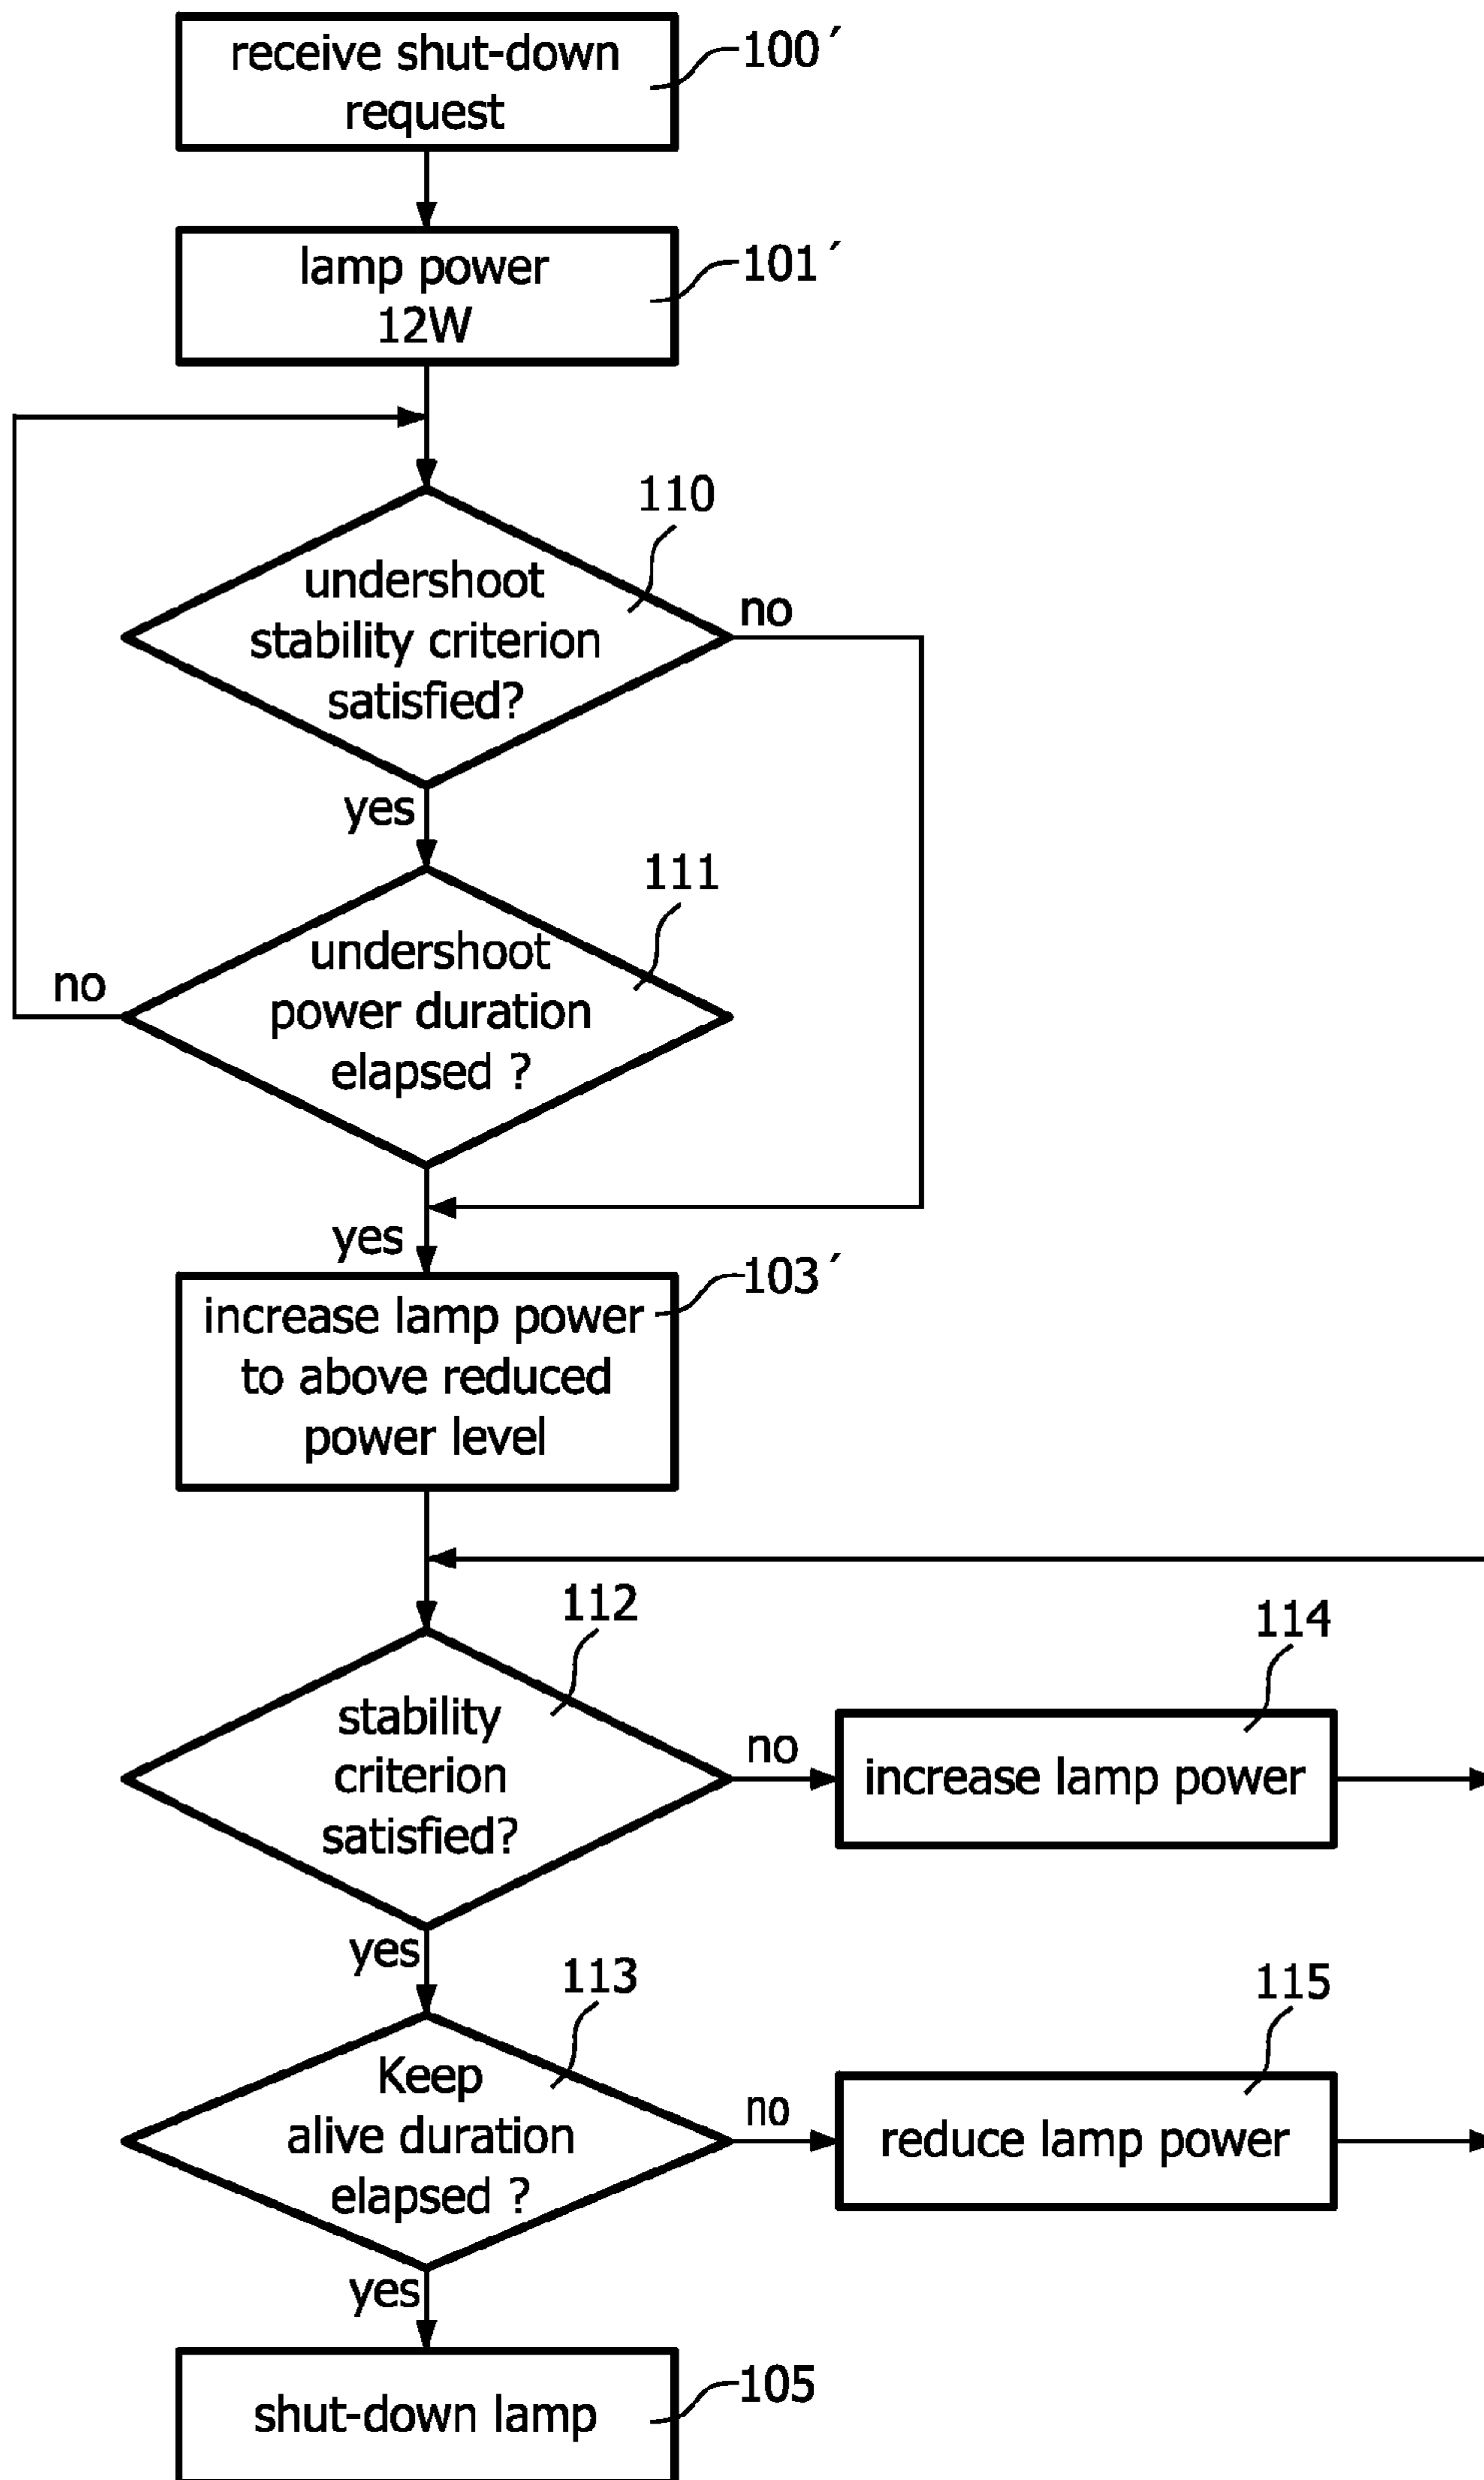 receive shut-down
request
100´
lamp power
12W
101´
110
undershoot
stability criterion
satisfied?
no
yes
111
undershoot
power duration
elapsed ?
no
yes
103´
increase lamp power
to above reduced
power level
112
stability
criterion
satisfied?
no
114
increase lamp power
yes
113
Keep
alive duration
elapsed ?
no
115
reduce lamp power
yes
shut-down lamp
105